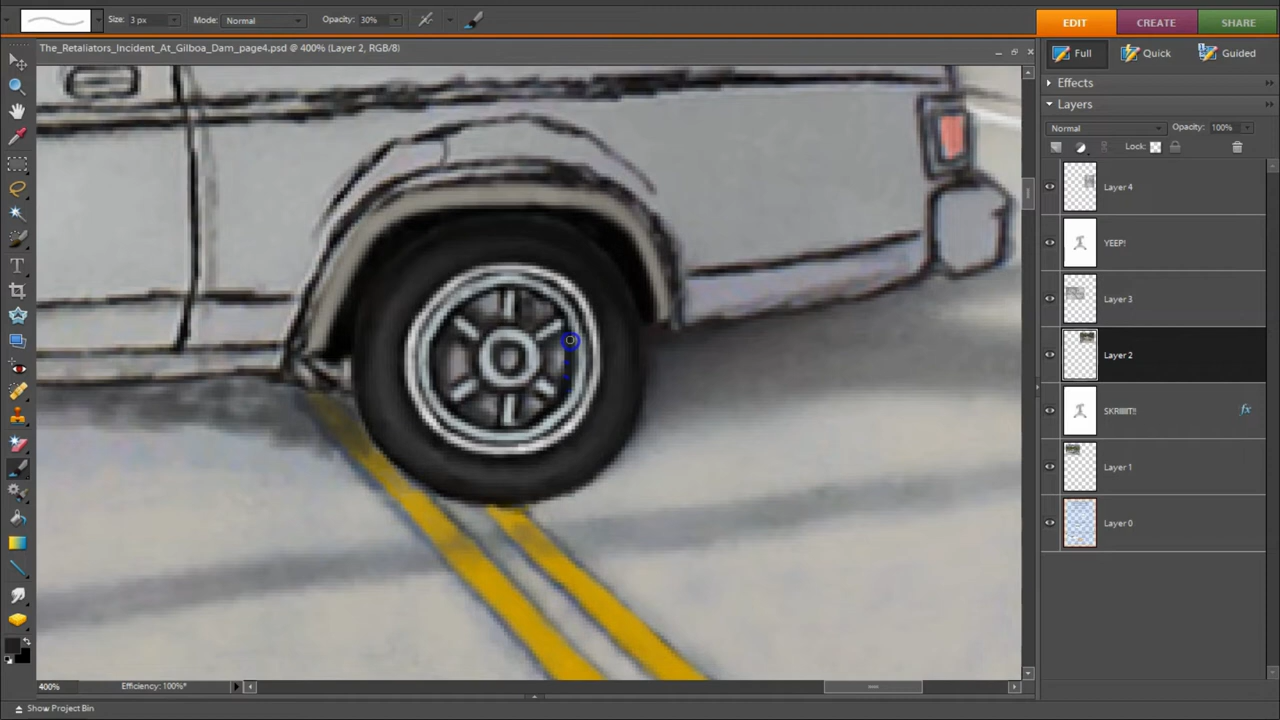 Size: 3 px Mode: Normal Opacity: 30%
EDIT CREATE SHARE
The_Retaliators_Incident_At_Gilboa_Dam_page4.psd @ 400% (Layer 2, RGB/8)
Full Quick Guided
Effects
Layers
Normal Opacity: 100%
Lock:
Layer 4
YEEP!
Layer 3
Layer 2
SKRIIIIIT!!
Layer 1
Layer 0
400% Efficiency: 100%*
Show Project Bin